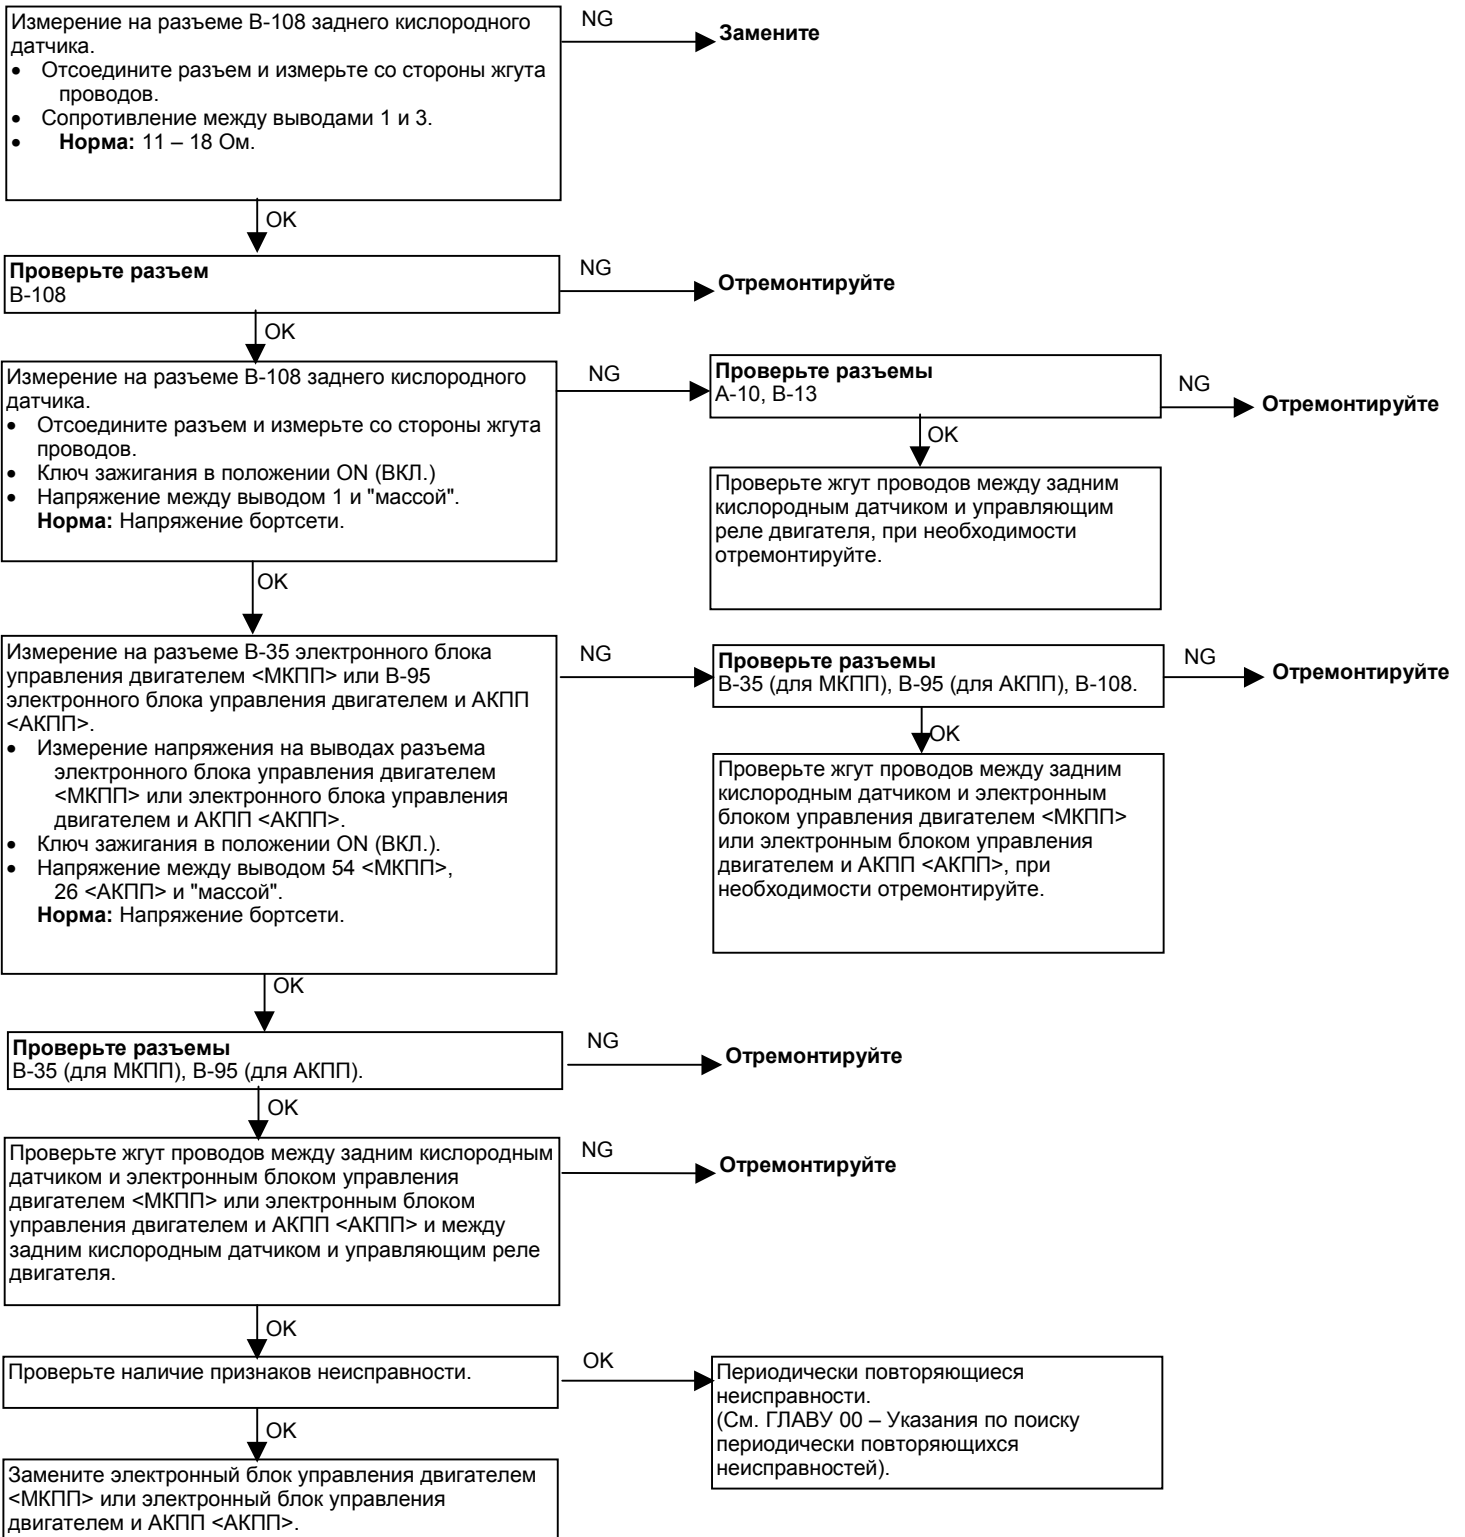 Измерение на разъеме B-108 заднего кислородного
датчика.
• Отсоедините разъем и измерьте со стороны жгута
проводов.
• Сопротивление между выводами 1 и 3.
• Норма: 11 – 18 Ом.
NG
Замените
OK
Проверьте разъем
B-108
NG
Отремонтируйте
OK
Измерение на разъеме B-108 заднего кислородного
датчика.
• Отсоедините разъем и измерьте со стороны жгута
проводов.
• Ключ зажигания в положении ON (ВКЛ.)
• Напряжение между выводом 1 и "массой".
Норма: Напряжение бортсети.
NG
Проверьте разъемы
A-10, B-13
NG
Отремонтируйте
OK
Проверьте жгут проводов между задним
кислородным датчиком и управляющим
реле двигателя, при необходимости
отремонтируйте.
OK
Измерение на разъеме B-35 электронного блока
управления двигателем <МКПП> или B-95
электронного блока управления двигателем и АКПП
<АКПП>.
• Измерение напряжения на выводах разъема
электронного блока управления двигателем
<МКПП> или электронного блока управления
двигателем и АКПП <АКПП>.
• Ключ зажигания в положении ON (ВКЛ.).
• Напряжение между выводом 54 <МКПП>,
26 <АКПП> и "массой".
Норма: Напряжение бортсети.
NG
Проверьте разъемы
B-35 (для МКПП), B-95 (для АКПП), B-108.
NG
Отремонтируйте
OK
Проверьте жгут проводов между задним
кислородным датчиком и электронным
блоком управления двигателем <МКПП>
или электронным блоком управления
двигателем и АКПП <АКПП>, при
необходимости отремонтируйте.
OK
Проверьте разъемы
B-35 (для МКПП), B-95 (для АКПП).
NG
Отремонтируйте
OK
Проверьте жгут проводов между задним кислородным
датчиком и электронным блоком управления
двигателем <МКПП> или электронным блоком
управления двигателем и АКПП <АКПП> и между
задним кислородным датчиком и управляющим реле
двигателя.
NG
Отремонтируйте
OK
Проверьте наличие признаков неисправности.
OK
Периодически повторяющиеся
неисправности.
(См. ГЛАВУ 00 – Указания по поиску
периодически повторяющихся
неисправностей).
OK
Замените электронный блок управления двигателем
<МКПП> или электронный блок управления
двигателем и АКПП <АКПП>.